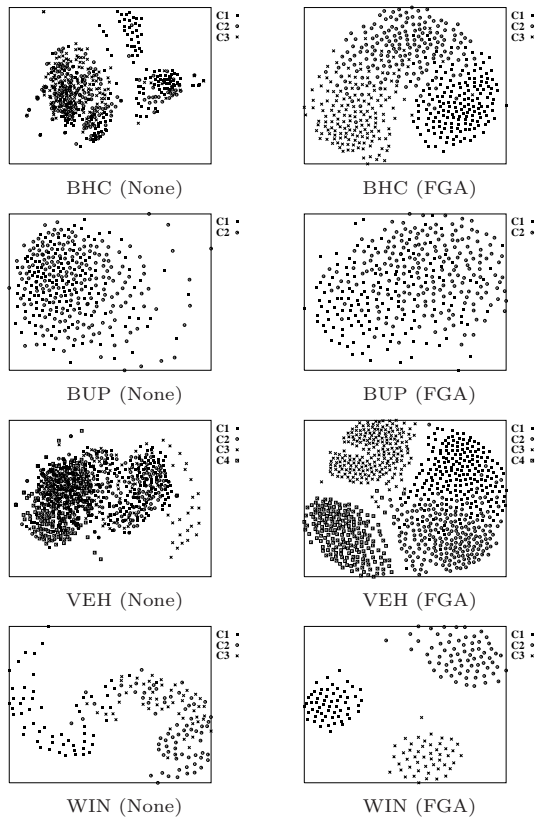 C1
C2
C3
BHC (None)
C1
C2
C3
BHC (FGA)
C1
C2
BUP (None)
C1
C2
BUP (FGA)
C1
C2
C3
C4
VEH (None)
C1
C2
C3
C4
VEH (FGA)
C1
C2
C3
WIN (None)
C1
C2
C3
WIN (FGA)